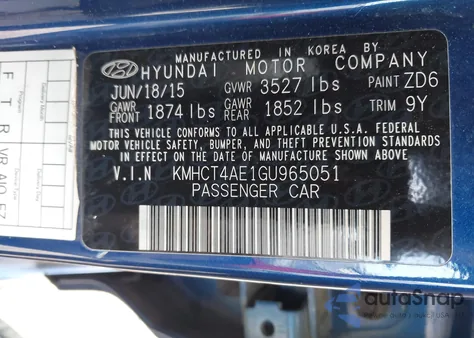 MANUFACTURED IN KOREA BY
HYUNDAI MOTOR COMPANY
JUN/18/15 GVWR 3527 lbs PAINT ZD6
GAWR FRONT 1874 lbs GAWR REAR 1852 lbs TRIM 9Y
THIS VEHICLE CONFORMS TO ALL APPLICABLE U.S.A. FEDERAL
MOTOR VEHICLE SAFETY, BUMPER, AND THEFT PREVENTION STANDARDS
IN EFFECT ON THE DATE OF MANUFACTURE SHOWN ABOVE.
V.I.N KMHCT4AE1GU965051
PASSENGER CAR
autoSnap